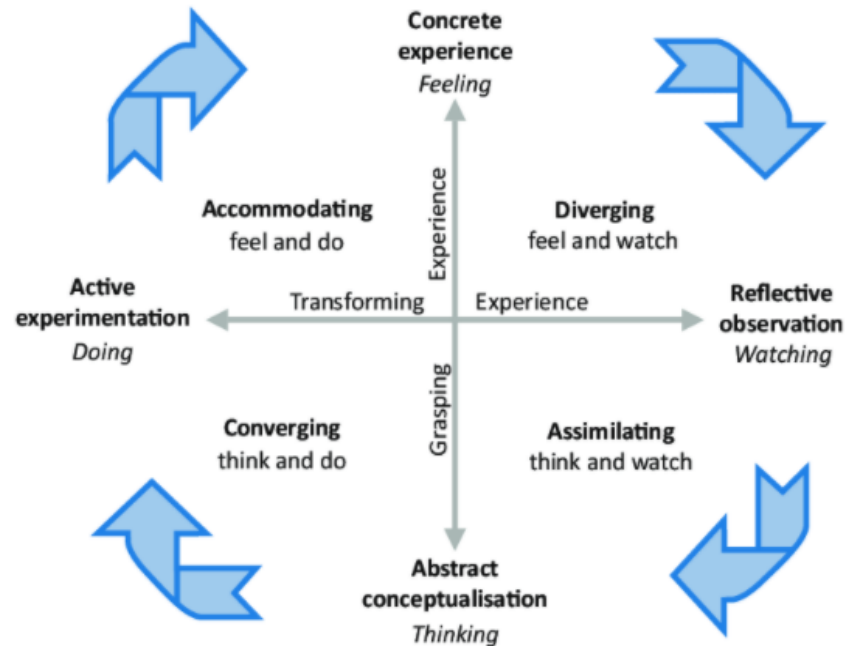 Concrete
experience
Feeling
Accommodating
feel and do
Experience
Diverging
feel and watch
Active
experimentation
Doing
Transforming
Experience
Reflective
observation
Watching
Converging
think and do
Grasping
Assimilating
think and watch
Abstract
conceptualisation
Thinking